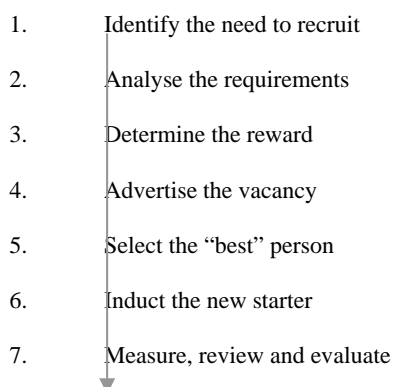 1. Identify the need to recruit
2. Analyse the requirements
3. Determine the reward
4. Advertise the vacancy
5. Select the “best” person
6. Induct the new starter
7. Measure, review and evaluate